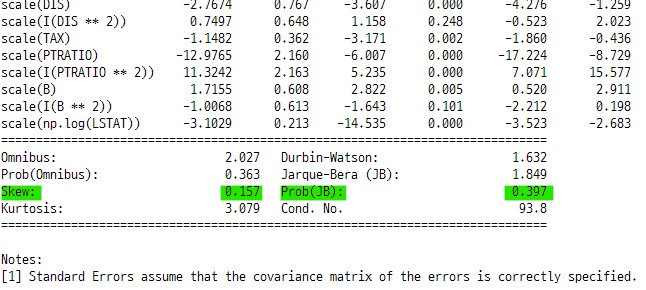 scale(DIS) -2.7674 0.767 -3.607 0.000 -4.276 -1.259
scale(I(DIS ** 2)) 0.7497 0.648 1.158 0.248 -0.523 2.023
scale(TAX) -1.1482 0.362 -3.171 0.002 -1.860 -0.436
scale(PTRATIO) -12.9765 2.160 -6.007 0.000 -17.224 -8.729
scale(I(PTRATIO ** 2)) 11.3242 2.163 5.235 0.000 7.071 15.577
scale(B) 1.7155 0.608 2.822 0.005 0.520 2.911
scale(I(B ** 2)) -1.0068 0.613 -1.643 0.101 -2.212 0.198
scale(np.log(LSTAT)) -3.1029 0.213 -14.535 0.000 -3.523 -2.683
==============================================================================
Omnibus: 2.027 Durbin-Watson: 1.632
Prob(Omnibus): 0.363 Jarque-Bera (JB): 1.849
Skew: 0.157 Prob(JB): 0.397
Kurtosis: 3.079 Cond. No. 93.8
==============================================================================
Notes:
[1] Standard Errors assume that the covariance matrix of the errors is correctly specified.